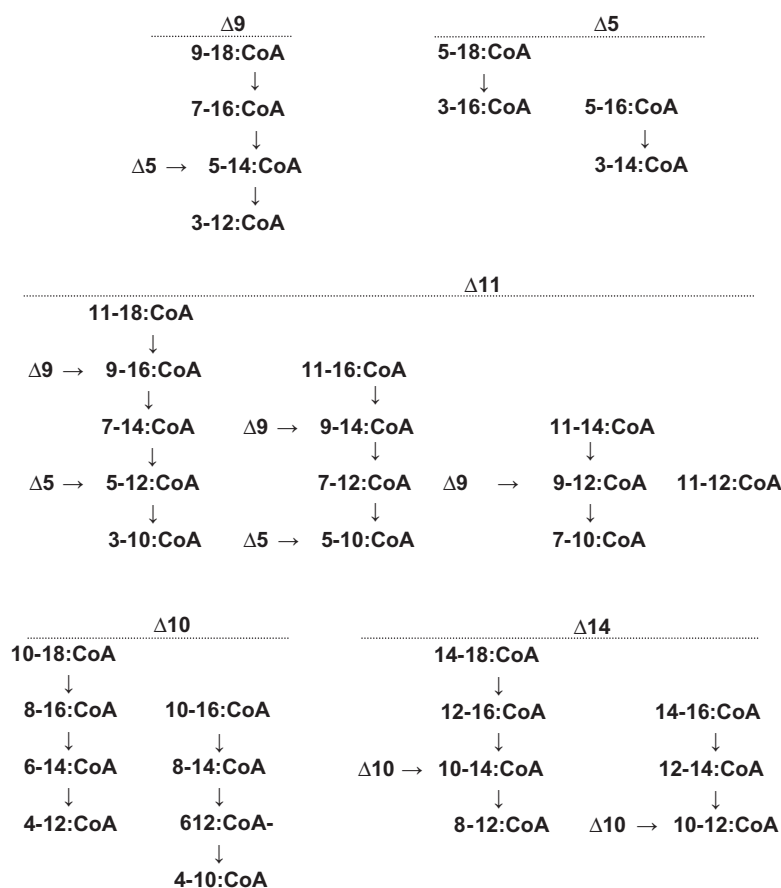 Δ9 Δ5
9-18:CoA 5-18:CoA
↓ ↓
7-16:CoA 3-16:CoA 5-16:CoA
↓ ↓
Δ5 → 5-14:CoA 3-14:CoA
↓
3-12:CoA
Δ11
11-18:CoA
↓
Δ9 → 9-16:CoA 11-16:CoA
↓ ↓
7-14:CoA Δ9 → 9-14:CoA 11-14:CoA
↓ ↓ ↓
Δ5 → 5-12:CoA 7-12:CoA Δ9 → 9-12:CoA 11-12:CoA
↓ ↓ ↓
3-10:CoA Δ5 → 5-10:CoA 7-10:CoA
Δ10 Δ14
10-18:CoA 14-18:CoA
↓ ↓
8-16:CoA 10-16:CoA 12-16:CoA 14-16:CoA
↓ ↓ ↓ ↓
6-14:CoA 8-14:CoA Δ10 → 10-14:CoA 12-14:CoA
↓ ↓ ↓ ↓
4-12:CoA 612:CoA- 8-12:CoA Δ10 → 10-12:CoA
↓
4-10:CoA